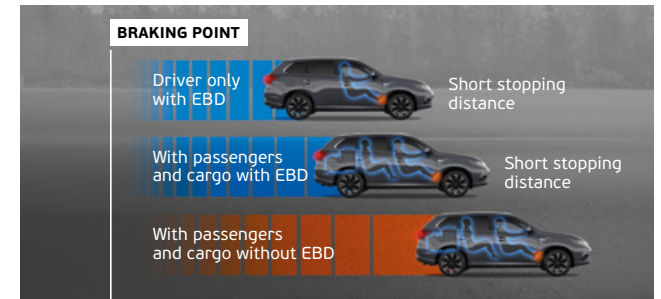 BRAKING POINT
Driver only
with EBD
Short stopping
distance
With passengers
and cargo with EBD
Short stopping
distance
With passengers
and cargo without EBD